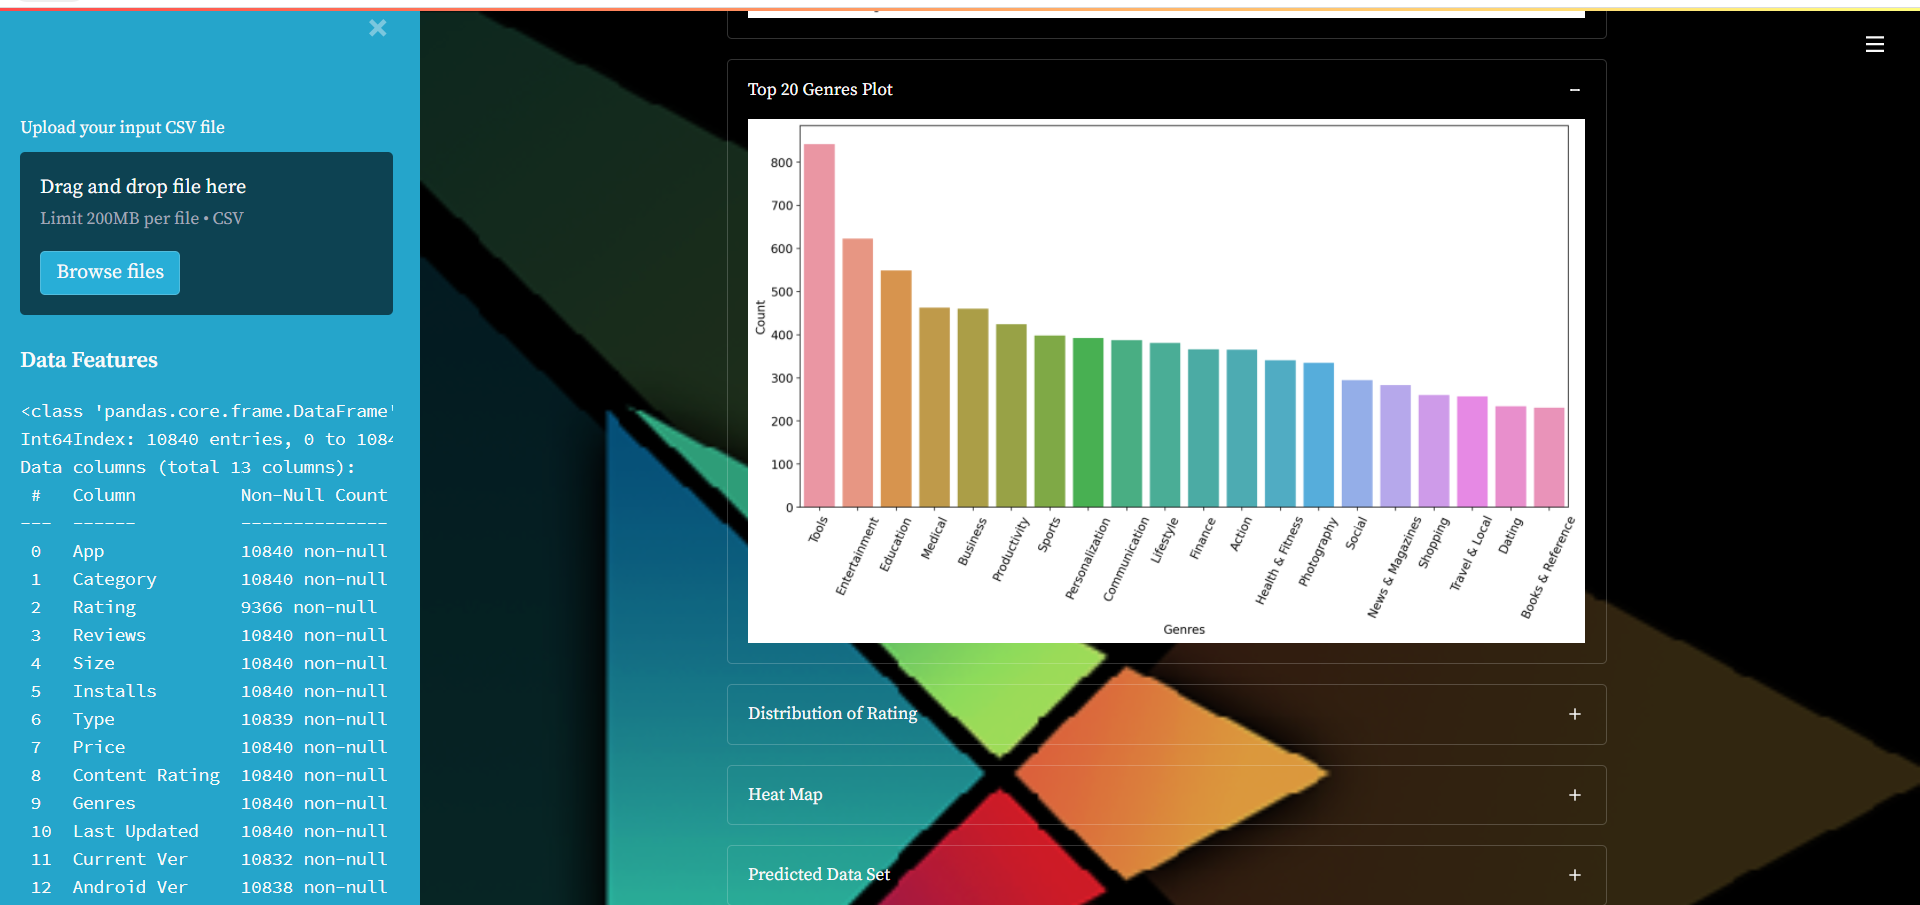 ×
Upload your input CSV file
Drag and drop file here
Limit 200MB per file • CSV
Browse files
Data Features
<class 'pandas.core.frame.DataFrame'
Int64Index: 10840 entries, 0 to 1084
Data columns (total 13 columns):
# Column Non-Null Count
--- ------ --------------
0 App 10840 non-null
1 Category 10840 non-null
2 Rating 9366 non-null
3 Reviews 10840 non-null
4 Size 10840 non-null
5 Installs 10840 non-null
6 Type 10839 non-null
7 Price 10840 non-null
8 Content Rating 10840 non-null
9 Genres 10840 non-null
10 Last Updated 10840 non-null
11 Current Ver 10832 non-null
12 Android Ver 10838 non-null
Top 20 Genres Plot
Count
800
700
600
500
400
300
200
100
0
Tools
Entertainment
Education
Medical
Business
Productivity
Sports
Personalization
Communication
Lifestyle
Finance
Action
Health & Fitness
Photography
Social
News & Magazines
Shopping
Travel & Local
Dating
Books & Reference
Genres
Distribution of Rating
Heat Map
Predicted Data Set